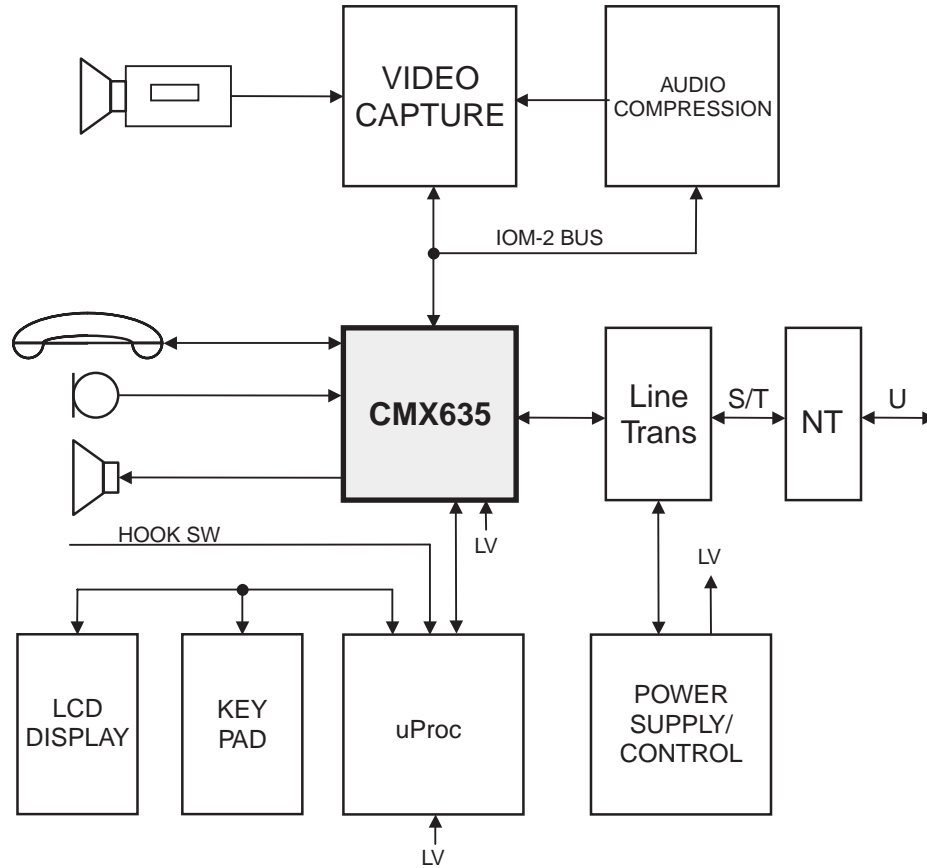 VIDEO
CAPTURE
AUDIO
COMPRESSION
IOM-2 BUS
CMX635
Line
Trans
S/T
NT
U
HOOK SW
LV
LV
LCD
DISPLAY
KEY
PAD
uProc
POWER
SUPPLY/
CONTROL
LV